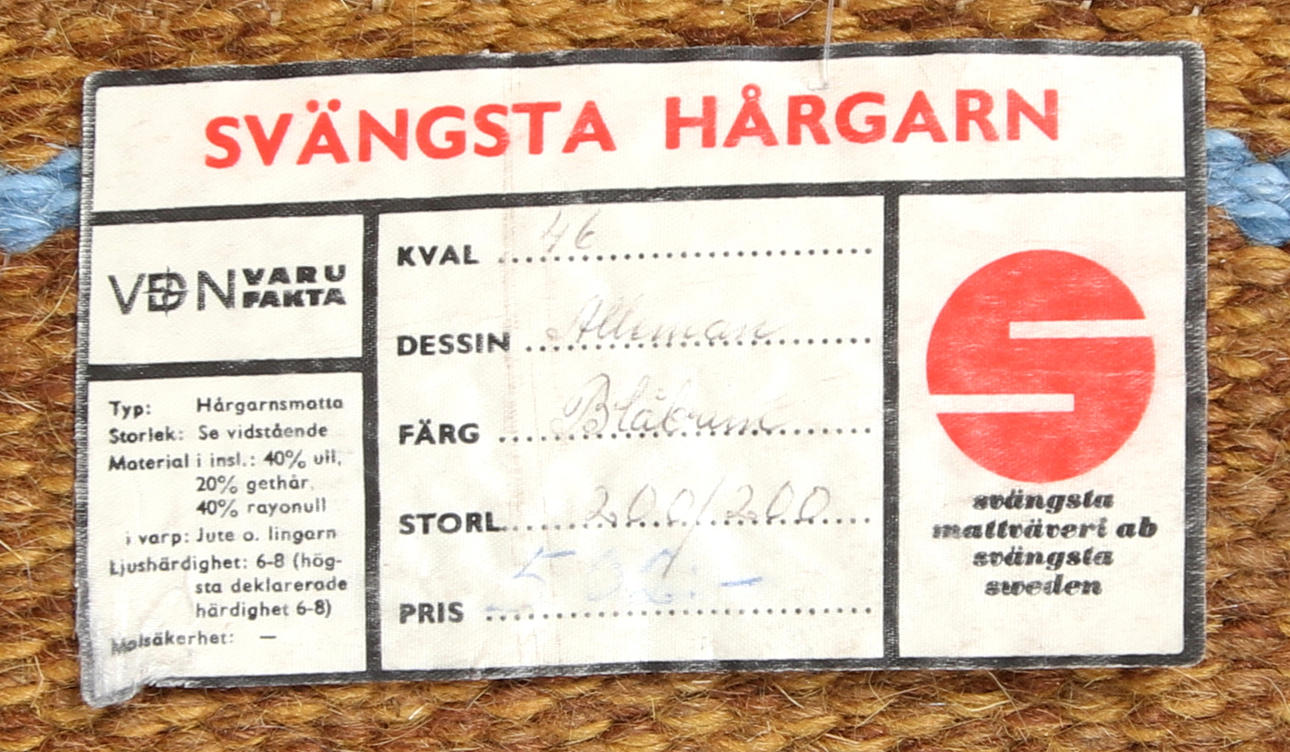 SVÄNGSTA HÅRGARN
VDN VARU
FAKTA
Typ: Hårgarnsmatta
Storlek: Se vidstående
Material i insl.: 40% ull,
20% gethår,
40% rayonull
i varp: Jute o. lingarn
Ljushärdighet: 6-8 (hög-
sta deklarerade
härdighet 6-8)
Malsäkerhet: —
KVAL 46
DESSIN Alleman
FÄRG Blåbrun
STORL. 200/200
PRIS
S
svängsta
mattväveri ab
svängsta
sweden